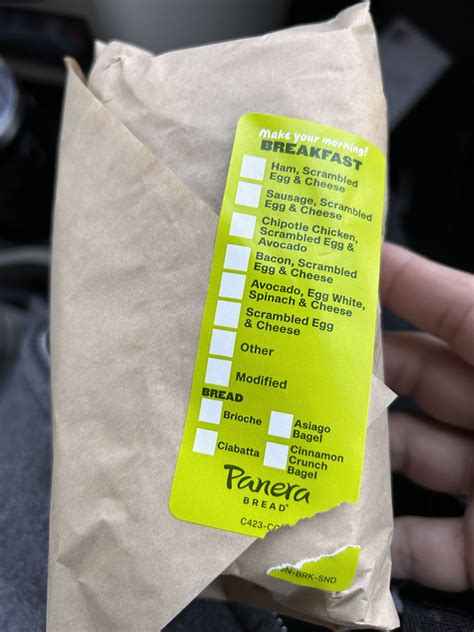 Make your morning!
BREAKFAST
Ham, Scrambled
Egg & Cheese
Sausage, Scrambled
Egg & Cheese
Chipotle Chicken,
Scrambled Egg &
Avocado
Bacon, Scrambled
Egg & Cheese
Avocado, Egg White,
Spinach & Cheese
Scrambled Egg
& Cheese
Other
Modified
BREAD
Brioche
Asiago
Bagel
Ciabatta
Cinnamon
Crunch
Bagel
Panera
BREAD®
-BRK-SND